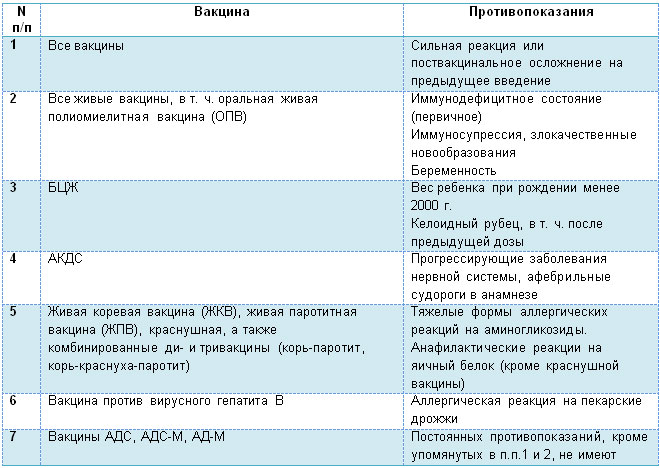 N п/п
Вакцина
Противопоказания
1
Все вакцины
Сильная реакция или
поствакцинальное осложнение на
предыдущее введение
2
Все живые вакцины, в т. ч. оральная живая
полиомиелитная вакцина (ОПВ)
Иммунодефицитное состояние
(первичное)
Иммуносупрессия, злокачественные
новообразования
Беременность
3
БЦЖ
Вес ребенка при рождении менее
2000 г.
Келоидный рубец, в т. ч. после
предыдущей дозы
4
АКДС
Прогрессирующие заболевания
нервной системы, афебрильные
судороги в анамнезе
5
Живая коревая вакцина (ЖКВ), живая паротитная
вакцина (ЖПВ), краснушная, а также
комбинированные ди- и тривакцины (корь-паротит,
корь-краснуха-паротит)
Тяжелые формы аллергических
реакций на аминогликозиды.
Анафилактические реакции на
яичный белок (кроме краснушной
вакцины)
6
Вакцина против вирусного гепатита В
Аллергическая реакция на пекарские
дрожжи
7
Вакцины АДС, АДС-М, АД-М
Постоянных противопоказаний, кроме
упомянутых в п.п.1 и 2, не имеют